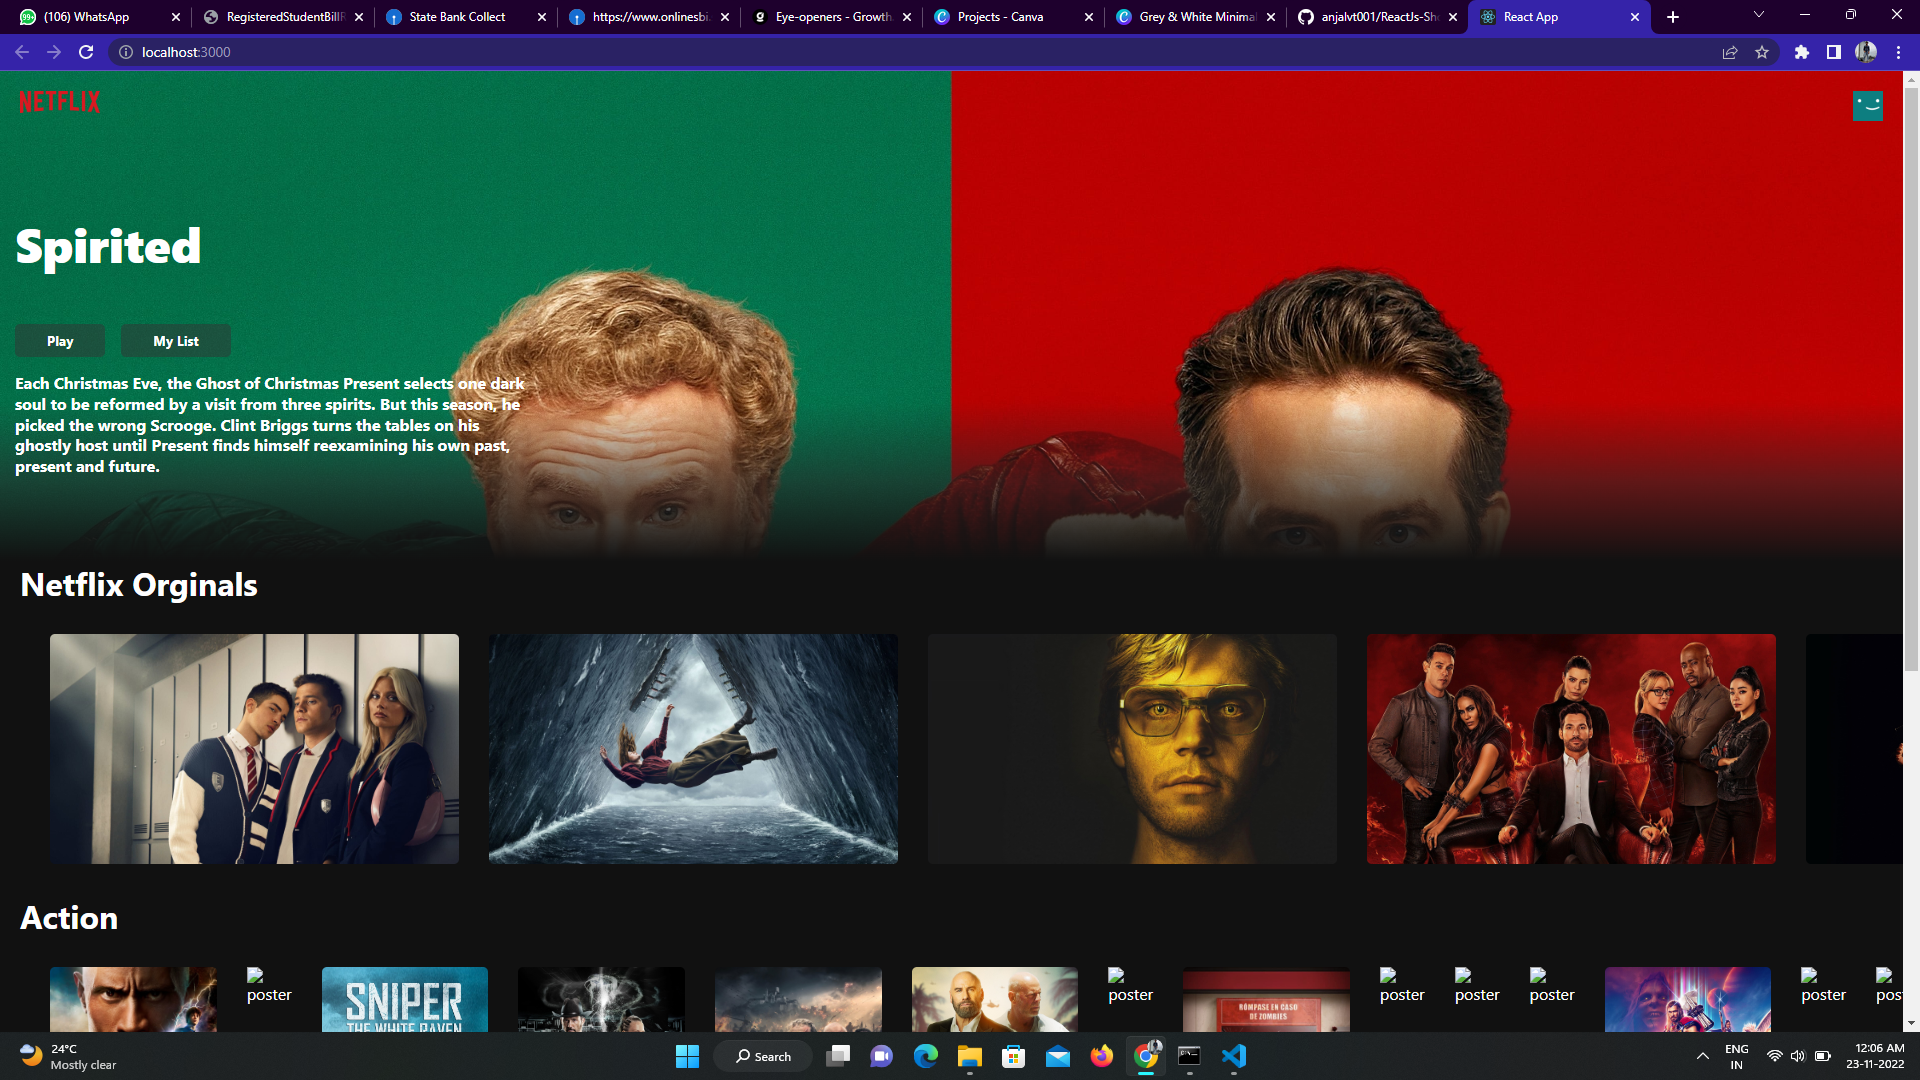 (106) WhatsApp
RegisteredStudentBillR
State Bank Collect
https://www.onlinesbi.
Eye-openers - Growth.
Projects - Canva
Grey & White Minimal
anjalvt001/ReactJs-Sho
React App
localhost:3000
NETFLIX
Spirited
Play
My List
Each Christmas Eve, the Ghost of Christmas Present selects one dark
soul to be reformed by a visit from three spirits. But this season, he
picked the wrong Scrooge. Clint Briggs turns the tables on his
ghostly host until Present finds himself reexamining his own past,
present and future.
Netflix Orginals
Action
poster
SNIPER
THE WHITE RAVEN
poster
RÓMPASE EN CASO
DE ZOMBIES
poster
poster
poster
poster
pos
24°C
Mostly clear
Search
ENG
IN
12:06 AM
23-11-2022